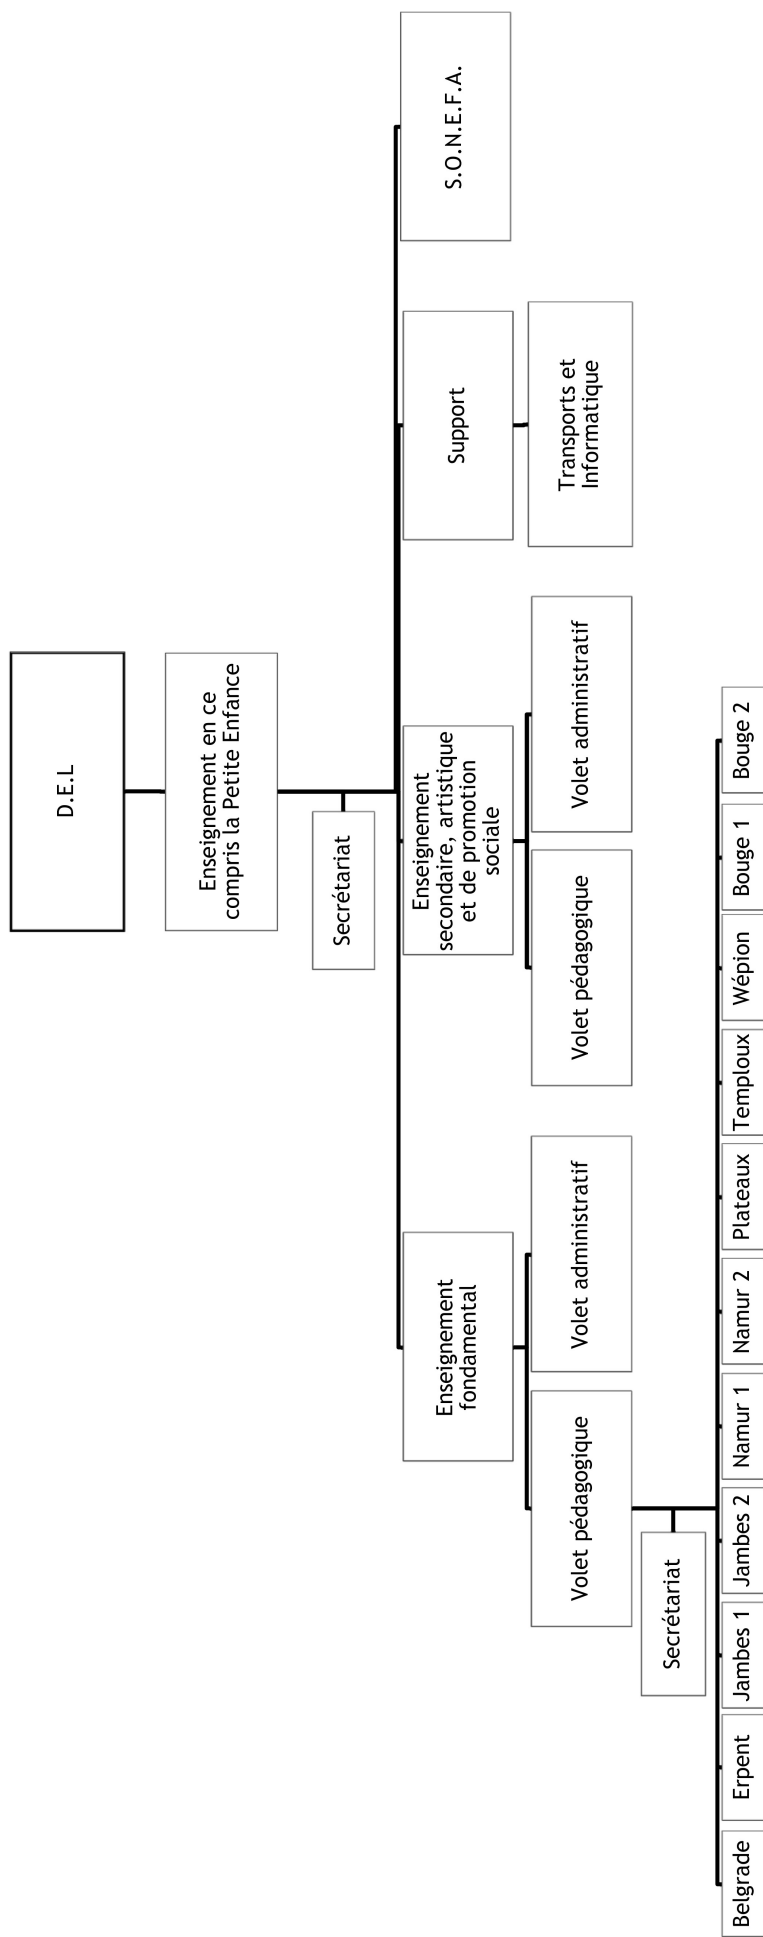 D.E.L
Enseignement en ce
compris la Petite Enfance
Secrétariat
Enseignement
fondamental
Enseignement
secondaire, artistique
et de promotion
sociale
Support
S.O.N.E.F.A.
Volet pédagogique
Volet administratif
Volet pédagogique
Volet administratif
Transports et
Informatique
Secrétariat
Belgrade
Erpent
Jambes 1
Jambes 2
Namur 1
Namur 2
Plateaux
Temploux
Wépion
Bouge 1
Bouge 2